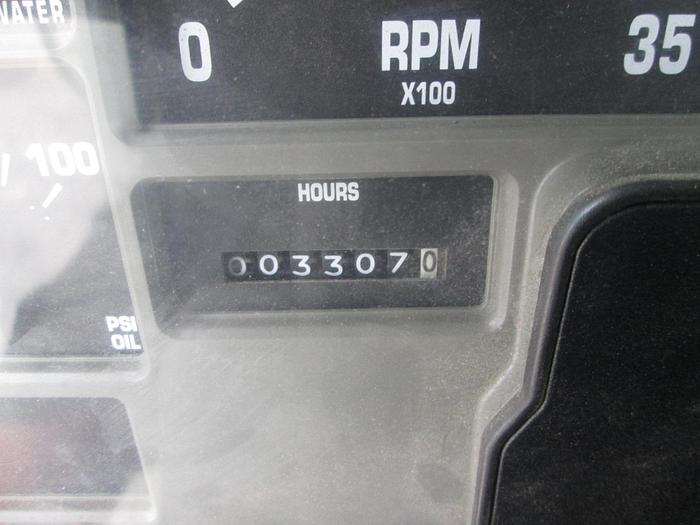 WATER
0 RPM 35
X100
100
HOURS
0033070
PSI
OIL